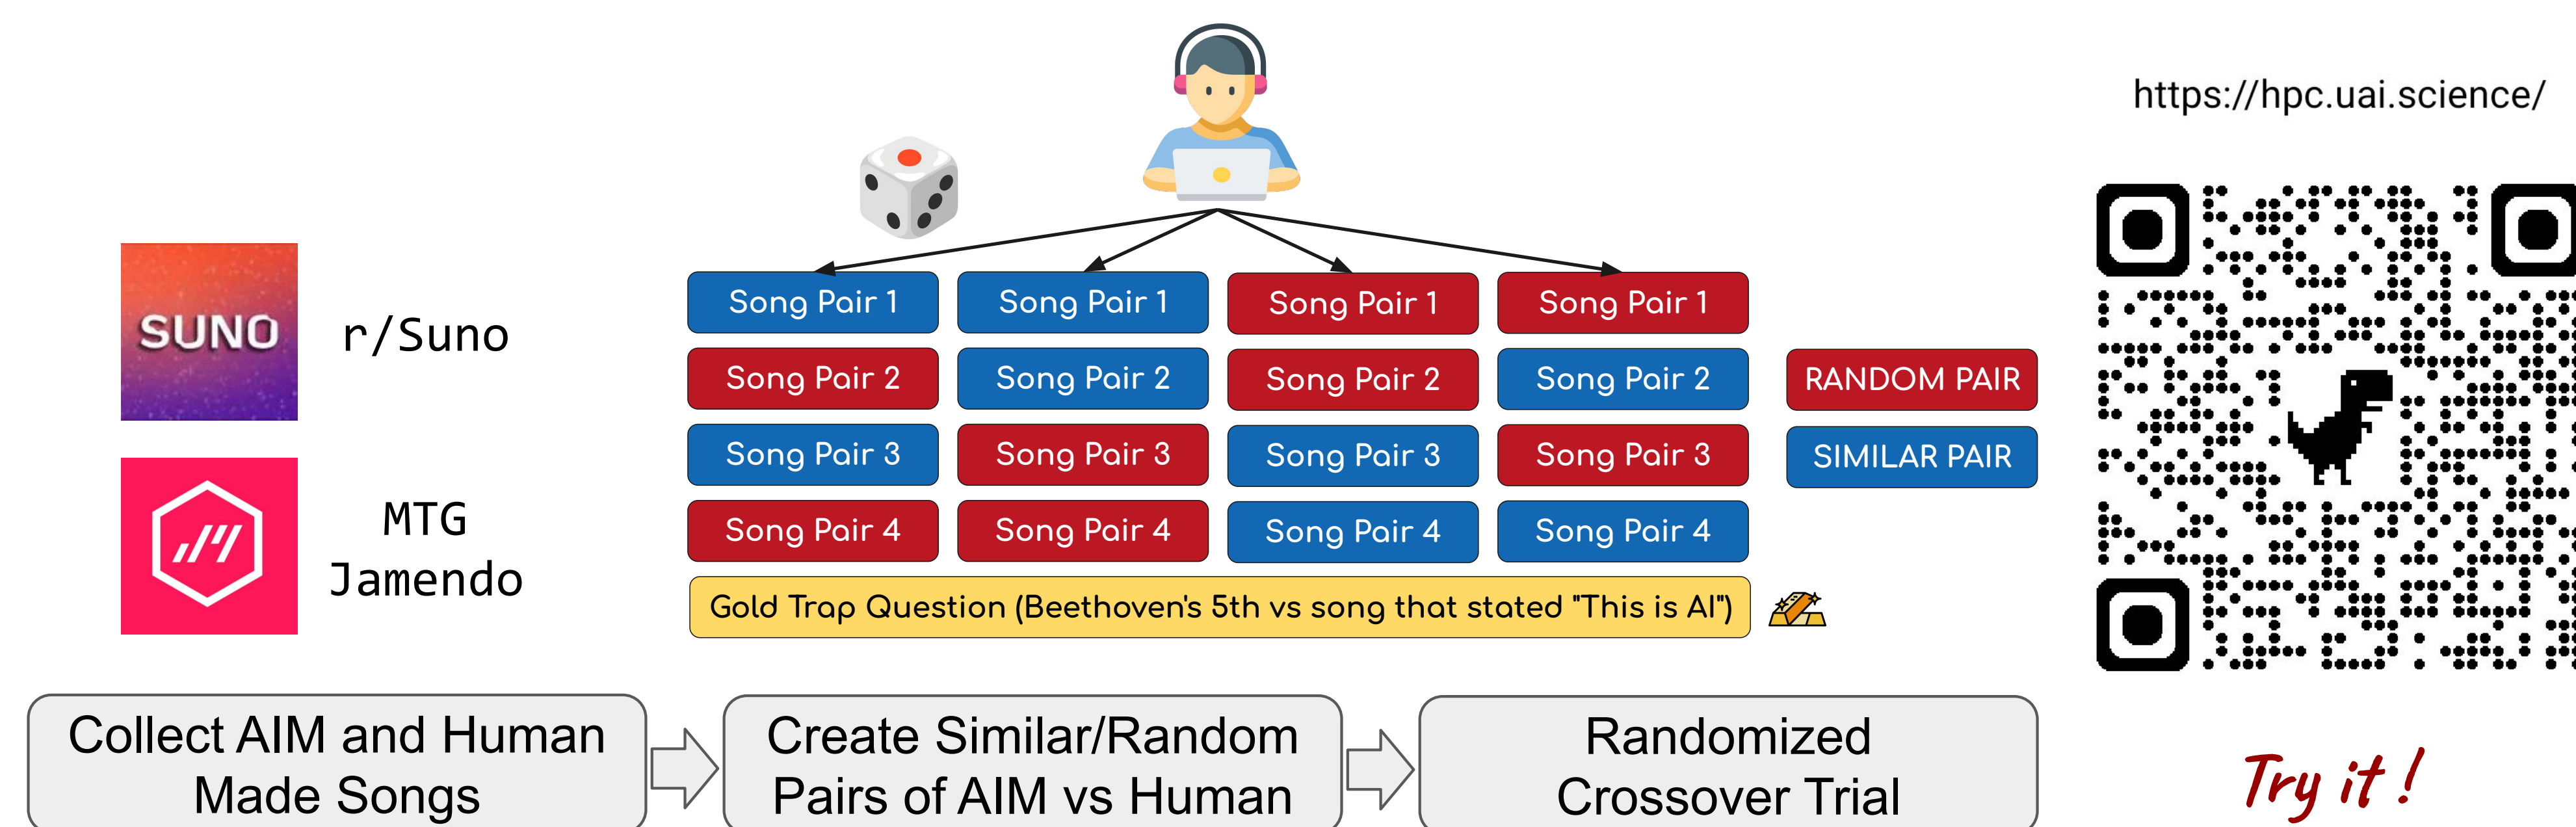 https://hpc.uai.science/
SUNO
r/Suno
MTG
Jamendo
Song Pair 1
Song Pair 1
Song Pair 1
Song Pair 1
Song Pair 2
Song Pair 2
Song Pair 2
Song Pair 2
RANDOM PAIR
Song Pair 3
Song Pair 3
Song Pair 3
Song Pair 3
SIMILAR PAIR
Song Pair 4
Song Pair 4
Song Pair 4
Song Pair 4
Gold Trap Question (Beethoven's 5th vs song that stated "This is AI")
Collect AIM and Human
Made Songs
Create Similar/Random
Pairs of AIM vs Human
Randomized
Crossover Trial
Try it !